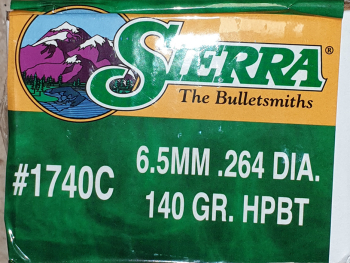 SIERRA®
The Bulletsmiths
#1740C
6.5MM .264 DIA.
140 GR. HPBT